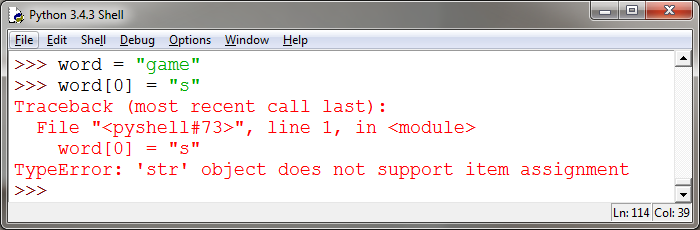 Python 3.4.3 Shell
File Edit Shell Debug Options Window Help
>>> word = "game"
>>> word[0] = "s"
Traceback (most recent call last):
  File "<pyshell#73>", line 1, in <module>
    word[0] = "s"
TypeError: 'str' object does not support item assignment
>>>
Ln: 114 Col: 39